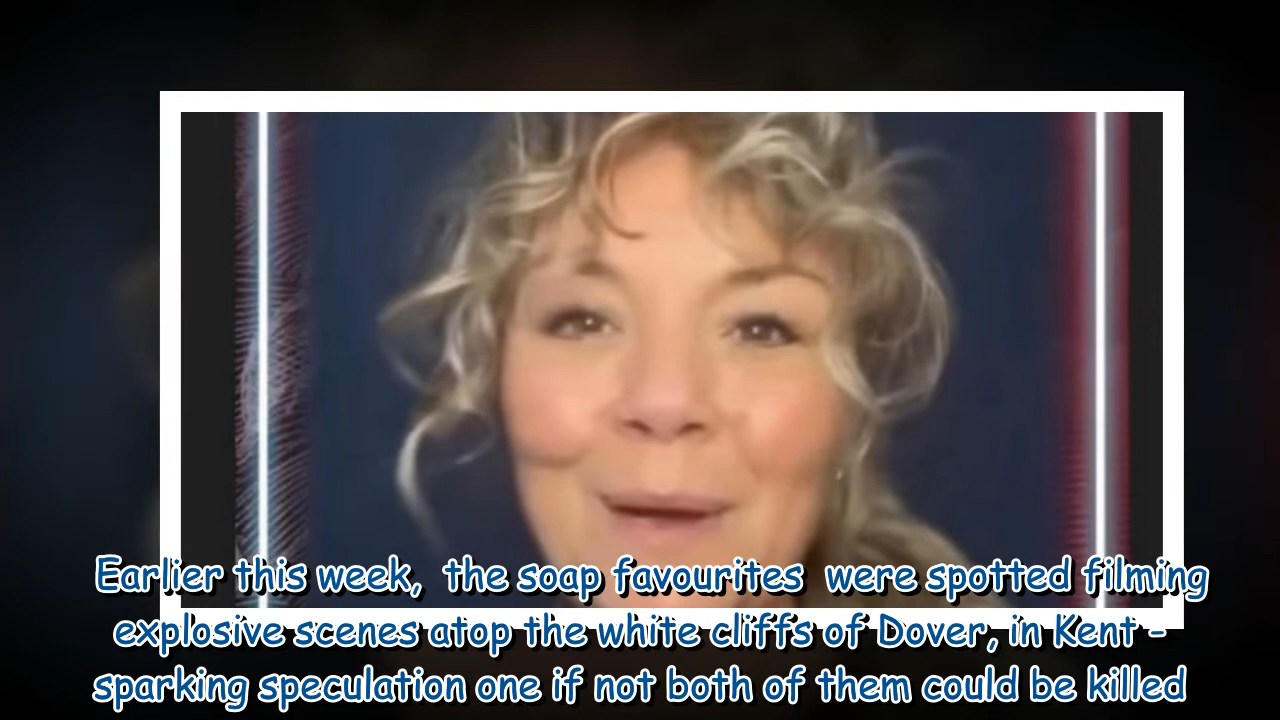 Earlier this week, the soap favourites were spotted filming
explosive scenes atop the white cliffs of Dover, in Kent -
sparking speculation one if not both of them could be killed